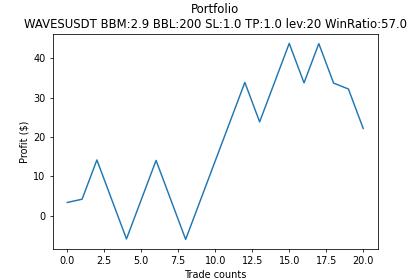 Portfolio
WAVESUSDT BBM:2.9 BBL:200 SL:1.0 TP:1.0 lev:20 WinRatio:57.0
40
30
20
10
0
Profit ($)
0.0 2.5 5.0 7.5 10.0 12.5 15.0 17.5 20.0
Trade counts